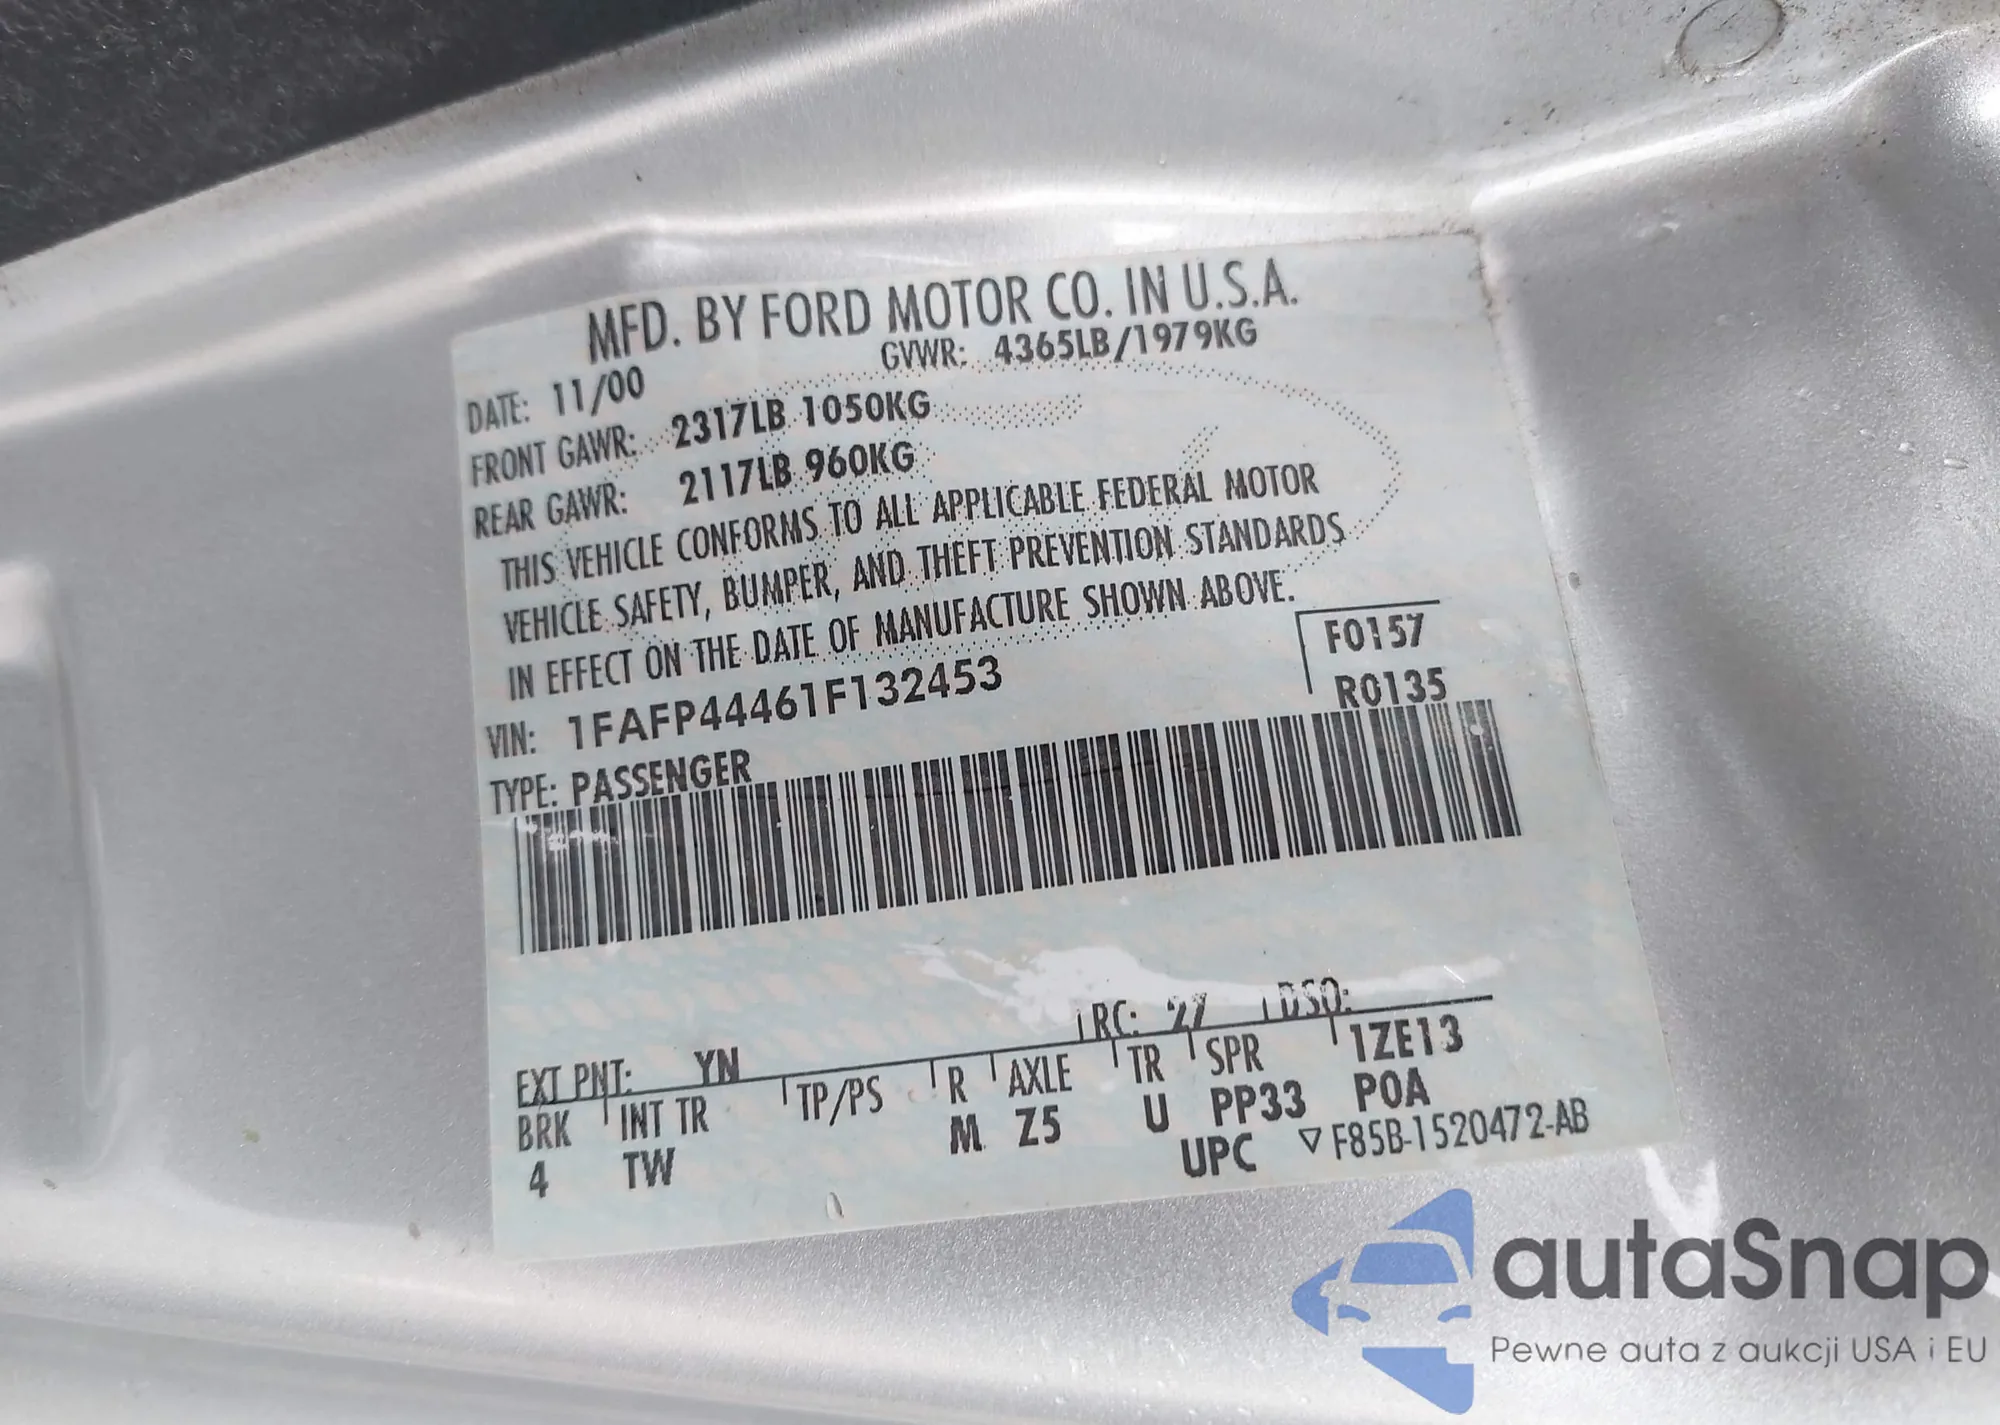 MFD. BY FORD MOTOR CO. IN U.S.A.
DATE: 11/00 GVWR: 4365LB/1979KG
FRONT GAWR: 2317LB 1050KG
REAR GAWR: 2117LB 960KG
THIS VEHICLE CONFORMS TO ALL APPLICABLE FEDERAL MOTOR
VEHICLE SAFETY, BUMPER, AND THEFT PREVENTION STANDARDS
IN EFFECT ON THE DATE OF MANUFACTURE SHOWN ABOVE.
VIN: 1FAFP44461F132453 F0157
TYPE: PASSENGER R0135
EXT PNT: YN RC: 27 DSO:
BRK INT TR TP/PS R AXLE TR SPR 1ZE13
4 TW M Z5 U PP33 P0A
UPC ▽F85B-1520472-AB
autaSnap
Pewne auta z aukcji USA i EU